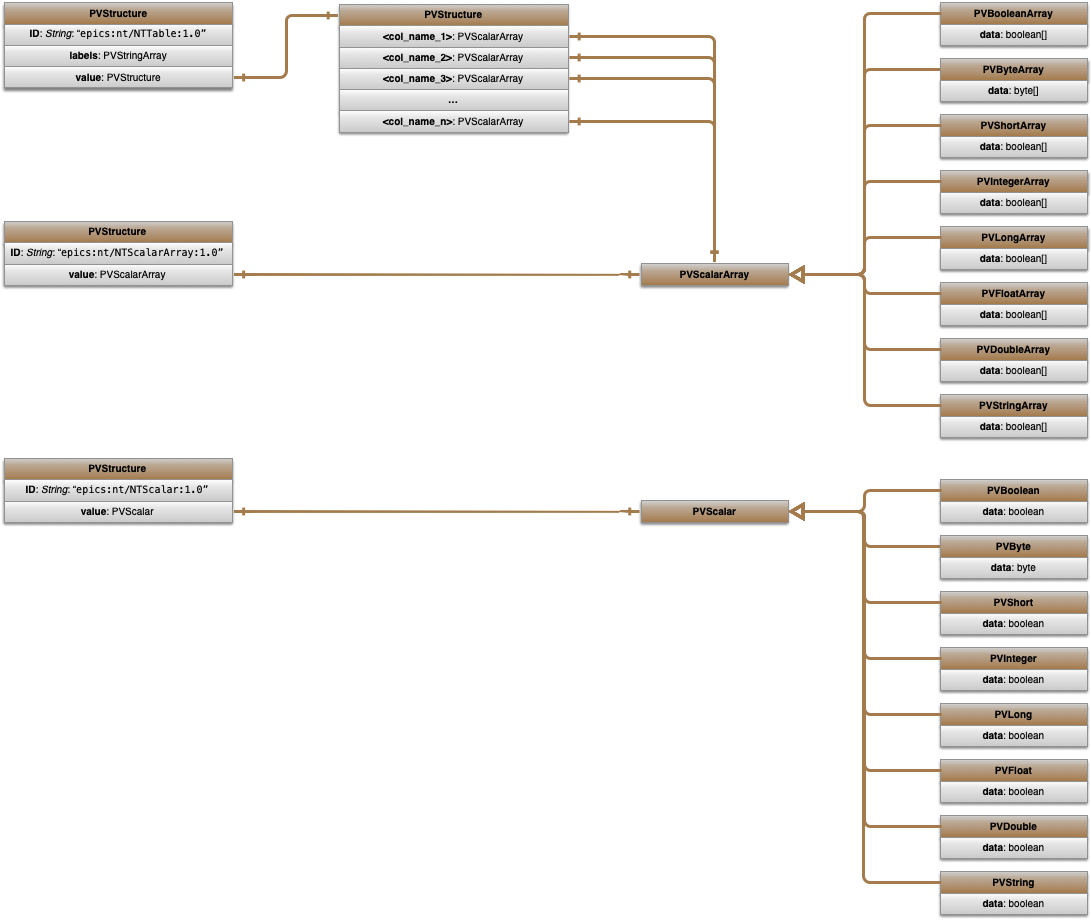 PVStructure
ID: String: “epics:nt/NTTable:1.0”
labels: PVStringArray
value: PVStructure
PVStructure
<col_name_1>: PVScalarArray
<col_name_2>: PVScalarArray
<col_name_3>: PVScalarArray
...
<col_name_n>: PVScalarArray
PVBooleanArray
data: boolean[]
PVByteArray
data: byte[]
PVShortArray
data: boolean[]
PVIntegerArray
data: boolean[]
PVLongArray
data: boolean[]
PVFloatArray
data: boolean[]
PVDoubleArray
data: boolean[]
PVStringArray
data: boolean[]
PVStructure
ID: String: “epics:nt/NTScalarArray:1.0”
value: PVScalarArray
PVScalarArray
PVStructure
ID: String: “epics:nt/NTScalar:1.0”
value: PVScalar
PVScalar
PVBoolean
data: boolean
PVByte
data: byte
PVShort
data: boolean
PVInteger
data: boolean
PVLong
data: boolean
PVFloat
data: boolean
PVDouble
data: boolean
PVString
data: boolean